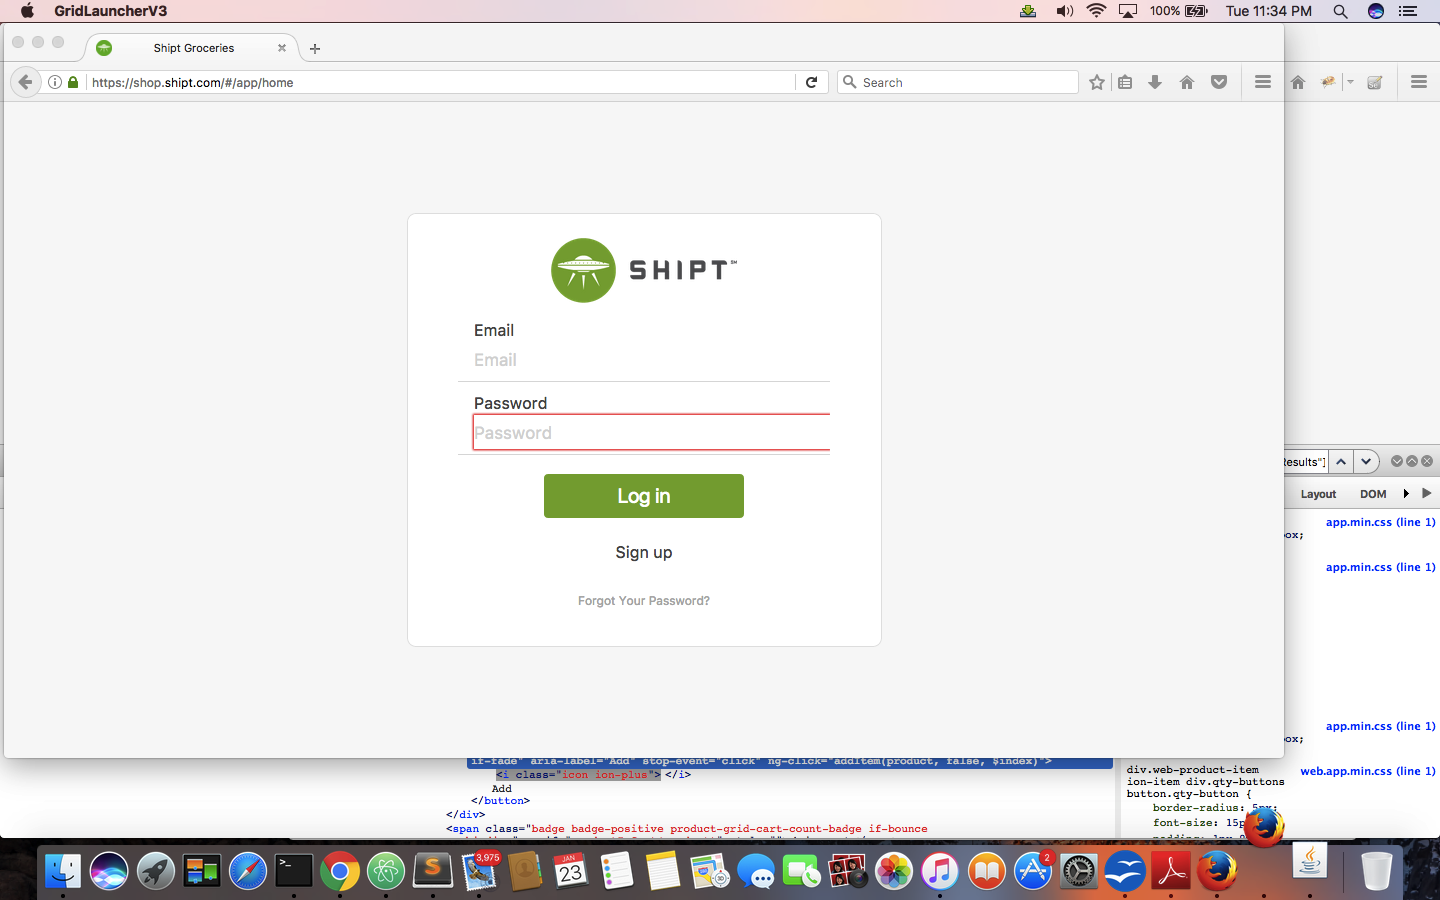 GridLauncherV3
100%
Tue 11:34 PM
Shipt Groceries
https://shop.shipt.com/#/app/home
Search
SHIPT
SM
Email
Email
Password
Password
Log in
Sign up
Forgot Your Password?
Results"]
Layout DOM
app.min.css (line 1)
ox;
app.min.css (line 1)
app.min.css (line 1)
ox;
if-fade" aria-label="Add" stop-event="click" ng-click="addItem(product, false, $index)">
<i class="icon ion-plus"> </i>
Add
</button>
</div>
<span class="badge badge-positive product-grid-cart-count-badge if-bounce
div.web-product-item
web.app.min.css (line 1)
ion-item div.qty-buttons
button.qty-button {
border-radius: 5px;
font-size: 15p
3,975
JAN
23
2